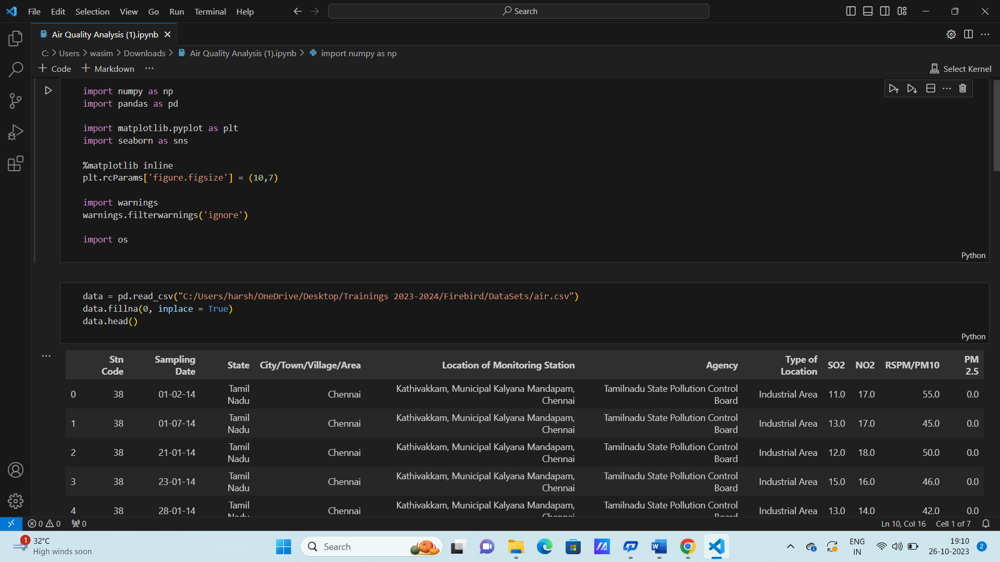 File Edit Selection View Go Run Terminal Help
Search
Air Quality Analysis (1).ipynb
C: > Users > wasim > Downloads > Air Quality Analysis (1).ipynb > import numpy as np
+ Code + Markdown ...
Select Kernel
import numpy as np
import pandas as pd
import matplotlib.pyplot as plt
import seaborn as sns
%matplotlib inline
plt.rcParams['figure.figsize'] = (10,7)
import warnings
warnings.filterwarnings('ignore')
import os
Python
data = pd.read_csv("C:/Users/harsh/OneDrive/Desktop/Trainings 2023-2024/Firebird/DataSets/air.csv")
data.fillna(0, inplace = True)
data.head()
Python
Stn Code Sampling Date State City/Town/Village/Area Location of Monitoring Station Agency Type of Location SO2 NO2 RSPM/PM10 PM 2.5
0 38 01-02-14 Tamil Nadu Chennai Kathivakkam, Municipal Kalyana Mandapam, Chennai Tamilnadu State Pollution Control Board Industrial Area 11.0 17.0 55.0 0.0
1 38 01-07-14 Tamil Nadu Chennai Kathivakkam, Municipal Kalyana Mandapam, Chennai Tamilnadu State Pollution Control Board Industrial Area 13.0 17.0 45.0 0.0
2 38 21-01-14 Tamil Nadu Chennai Kathivakkam, Municipal Kalyana Mandapam, Chennai Tamilnadu State Pollution Control Board Industrial Area 12.0 18.0 50.0 0.0
3 38 23-01-14 Tamil Nadu Chennai Kathivakkam, Municipal Kalyana Mandapam, Chennai Tamilnadu State Pollution Control Board Industrial Area 15.0 16.0 46.0 0.0
4 38 28-01-14 Tamil Nadu Chennai Kathivakkam, Municipal Kalyana Mandapam, Chennai Tamilnadu State Pollution Control Board Industrial Area 13.0 14.0 42.0 0.0
0 0 0
Ln 10, Col 16 Cell 1 of 7
1
32°C
High winds soon
Search
W
ENG
IN
19:10
26-10-2023
2